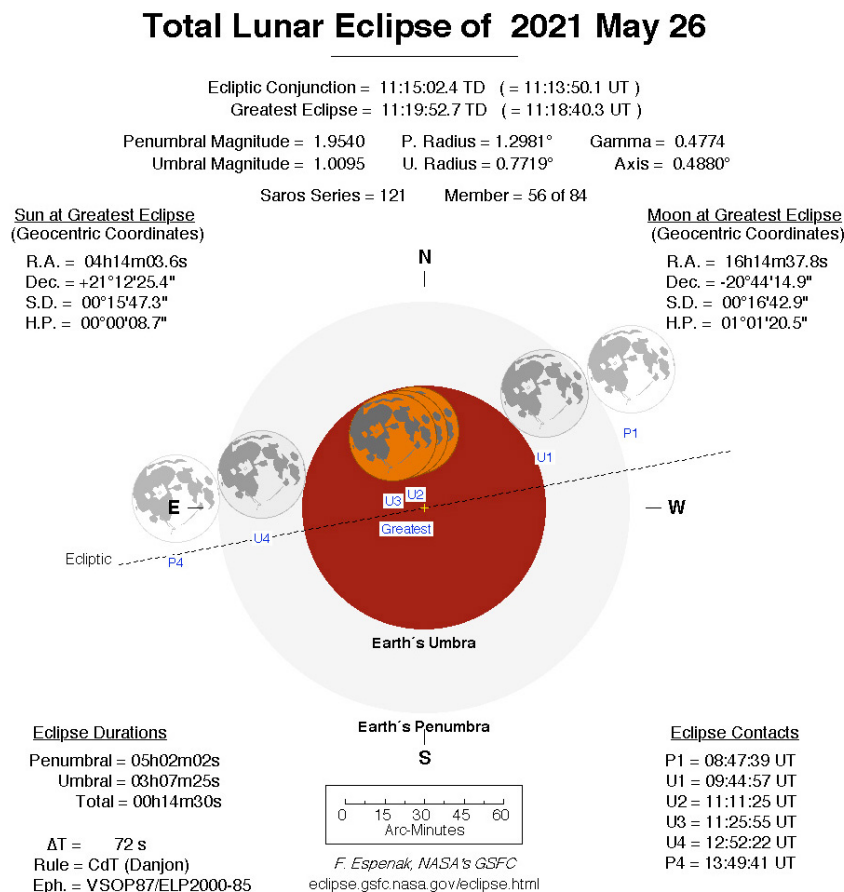 Total Lunar Eclipse of 2021 May 26
Ecliptic Conjunction = 11:15:02.4 TD ( = 11:13:50.1 UT )
Greatest Eclipse = 11:19:52.7 TD ( = 11:18:40.3 UT )
Penumbral Magnitude = 1.9540 P. Radius = 1.2981° Gamma = 0.4774
Umbral Magnitude = 1.0095 U. Radius = 0.7719° Axis = 0.4880°
Saros Series = 121 Member = 56 of 84
Sun at Greatest Eclipse
(Geocentric Coordinates)
R.A. = 04h14m03.6s
Dec. = +21°12'25.4"
S.D. = 00°15'47.3"
H.P. = 00°00'08.7"
Moon at Greatest Eclipse
(Geocentric Coordinates)
R.A. = 16h14m37.8s
Dec. = -20°44'14.9"
S.D. = 00°16'42.9"
H.P. = 01°01'20.5"
N
P1
U1
U3 U2
E
W
Greatest
U4
Ecliptic
P4
Earth´s Umbra
Earth´s Penumbra
S
Eclipse Durations
Penumbral = 05h02m02s
Umbral = 03h07m25s
Total = 00h14m30s
ΔT = 72 s
Rule = CdT (Danjon)
Eph. = VSOP87/ELP2000-85
0 15 30 45 60
Arc-Minutes
F. Espenak, NASA's GSFC
eclipse.gsfc.nasa.gov/eclipse.html
Eclipse Contacts
P1 = 08:47:39 UT
U1 = 09:44:57 UT
U2 = 11:11:25 UT
U3 = 11:25:55 UT
U4 = 12:52:22 UT
P4 = 13:49:41 UT